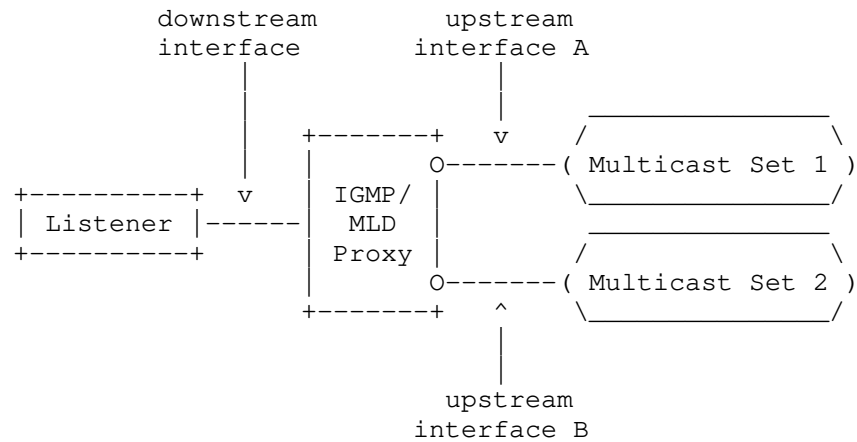 downstream upstream
interface interface A
v
O-------( Multicast Set 1 )
v IGMP/
Listener MLD
Proxy
O-------( Multicast Set 2 )
^
upstream
interface B